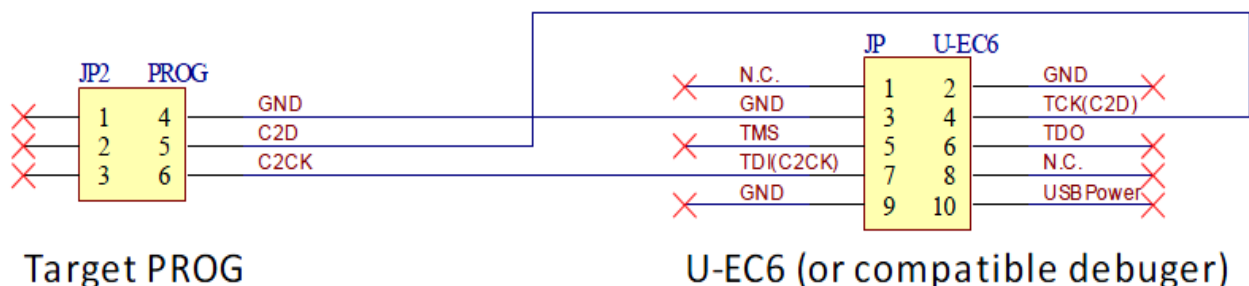 JP U-EC6
JP2 PROG
N.C. 1 2 GND
1 4 GND
GND 3 4 TCK(C2D)
2 5 C2D
TMS 5 6 TDO
3 6 C2CK
TDI(C2CK) 7 8 N.C.
GND 9 10 USBPower
Target PROG
U-EC6 (or compatible debuger)